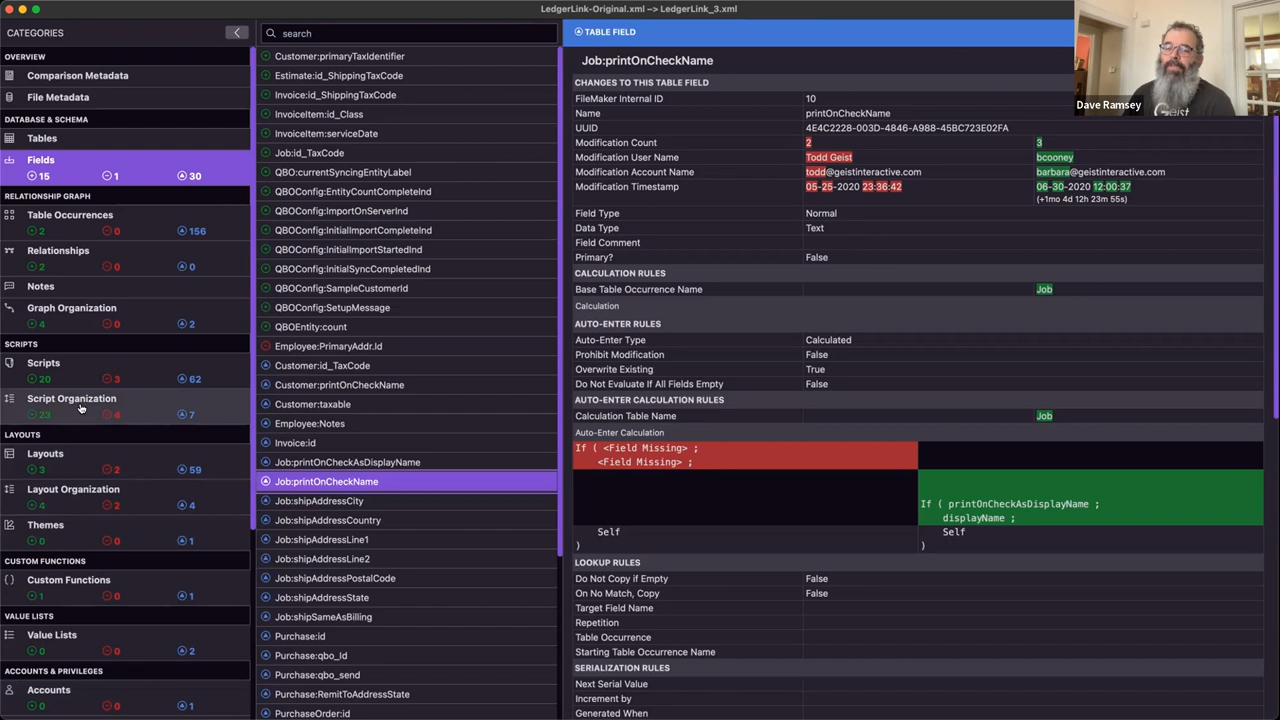 LedgerLink-Original.xml –> LedgerLink_3.xml
CATEGORIES
OVERVIEW
Comparison Metadata
File Metadata
DATABASE & SCHEMA
Tables
Fields
15 1 30
RELATIONSHIP GRAPH
Table Occurrences
2 0 156
Relationships
2 0 0
Notes
Graph Organization
4 0 2
SCRIPTS
Scripts
20 3 62
Script Organization
23 4 7
LAYOUTS
Layouts
3 2 59
Layout Organization
4 2 4
Themes
0 0 1
CUSTOM FUNCTIONS
Custom Functions
1 0 1
VALUE LISTS
Value Lists
0 0 2
ACCOUNTS & PRIVILEGES
Accounts
0 0 1
search
Customer:primaryTaxIdentifier
Estimate:id_ShippingTaxCode
Invoice:id_ShippingTaxCode
InvoiceItem:id_Class
InvoiceItem:serviceDate
Job:id_TaxCode
QBO:currentSyncingEntityLabel
QBOConfig:EntityCountCompleteInd
QBOConfig:ImportOnServerInd
QBOConfig:InitialImportCompleteInd
QBOConfig:InitialImportStartedInd
QBOConfig:InitialSyncCompletedInd
QBOConfig:SampleCustomerId
QBOConfig:SetupMessage
QBOEntity:count
Employee:PrimaryAddr.Id
Customer:id_TaxCode
Customer:printOnCheckName
Customer:taxable
Employee:Notes
Invoice:id
Job:printOnCheckAsDisplayName
Job:printOnCheckName
Job:shipAddressCity
Job:shipAddressCountry
Job:shipAddressLine1
Job:shipAddressLine2
Job:shipAddressPostalCode
Job:shipAddressState
Job:shipSameAsBilling
Purchase:id
Purchase:qbo_Id
Purchase:qbo_send
Purchase:RemitToAddressState
PurchaseOrder:id
TABLE FIELD
Job:printOnCheckName
CHANGES TO THIS TABLE FIELD
FileMaker Internal ID 10
Name printOnCheckName
UUID 4E4C2228-003D-4846-A988-45BC723E02FA
Modification Count 2 3
Modification User Name Todd Geist bcooney
Modification Account Name todd@geistinteractive.com barbara@geistinteractive.com
Modification Timestamp 05-25-2020 23:36:42 06-30-2020 12:00:37
(+1mo 4d 12h 23m 55s)
Field Type Normal
Data Type Text
Field Comment
Primary? False
CALCULATION RULES
Base Table Occurrence Name Job
Calculation
AUTO-ENTER RULES
Auto-Enter Type Calculated
Prohibit Modification False
Overwrite Existing True
Do Not Evaluate If All Fields Empty False
AUTO-ENTER CALCULATION RULES
Calculation Table Name Job
Auto-Enter Calculation
If ( <Field Missing> ;
<Field Missing> ;
If ( printOnCheckAsDisplayName ;
displayName ;
Self Self
) )
LOOKUP RULES
Do Not Copy if Empty False
On No Match, Copy False
Target Field Name
Repetition
Table Occurrence
Starting Table Occurrence Name
SERIALIZATION RULES
Next Serial Value
Increment by
Generated When
Dave Ramsey